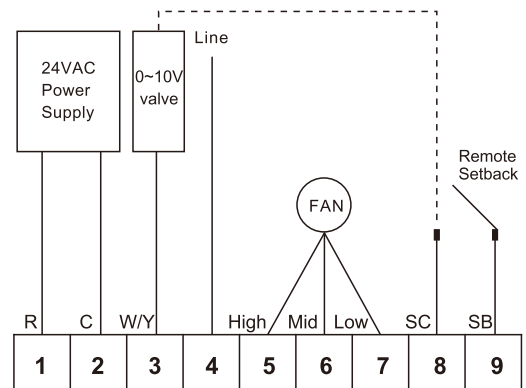 Line
24VAC
Power
Supply
0~10V
valve
Remote
Setback
FAN
R C W/Y High Mid Low SC SB
1 2 3 4 5 6 7 8 9